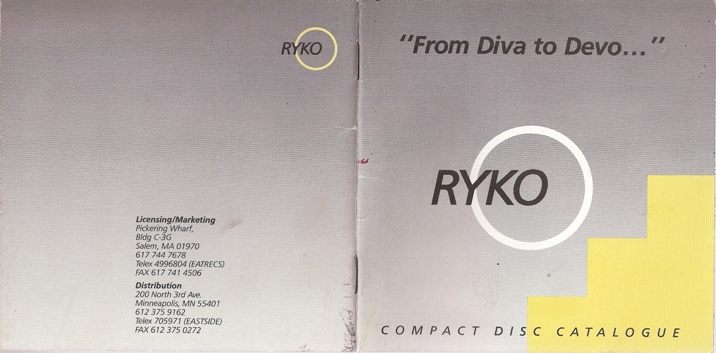 RYKO
Licensing/Marketing
Pickering Wharf,
Bldg C-3G
Salem, MA 01970
617 744 7678
Telex 4996804 (EATRECS)
FAX 617 741 4506
Distribution
200 North 3rd Ave.
Minneapolis, MN 55401
612 375 9162
Telex 705971 (EASTSIDE)
FAX 612 375 0272
"From Diva to Devo..."
RYKO
COMPACT DISC CATALOGUE